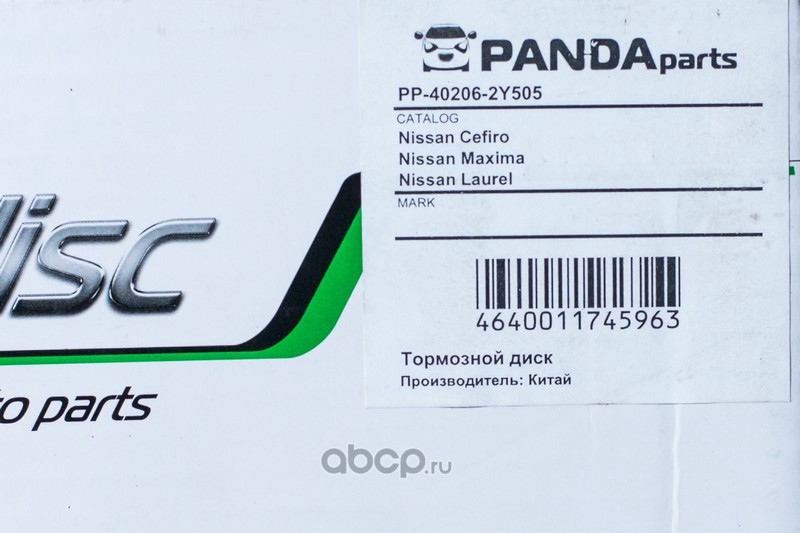 PANDAparts
PP-40206-2Y505
CATALOG
Nissan Cefiro
Nissan Maxima
Nissan Laurel
MARK
4640011745963
Тормозной диск
Производитель: Китай
disc
to parts
abcp.ru